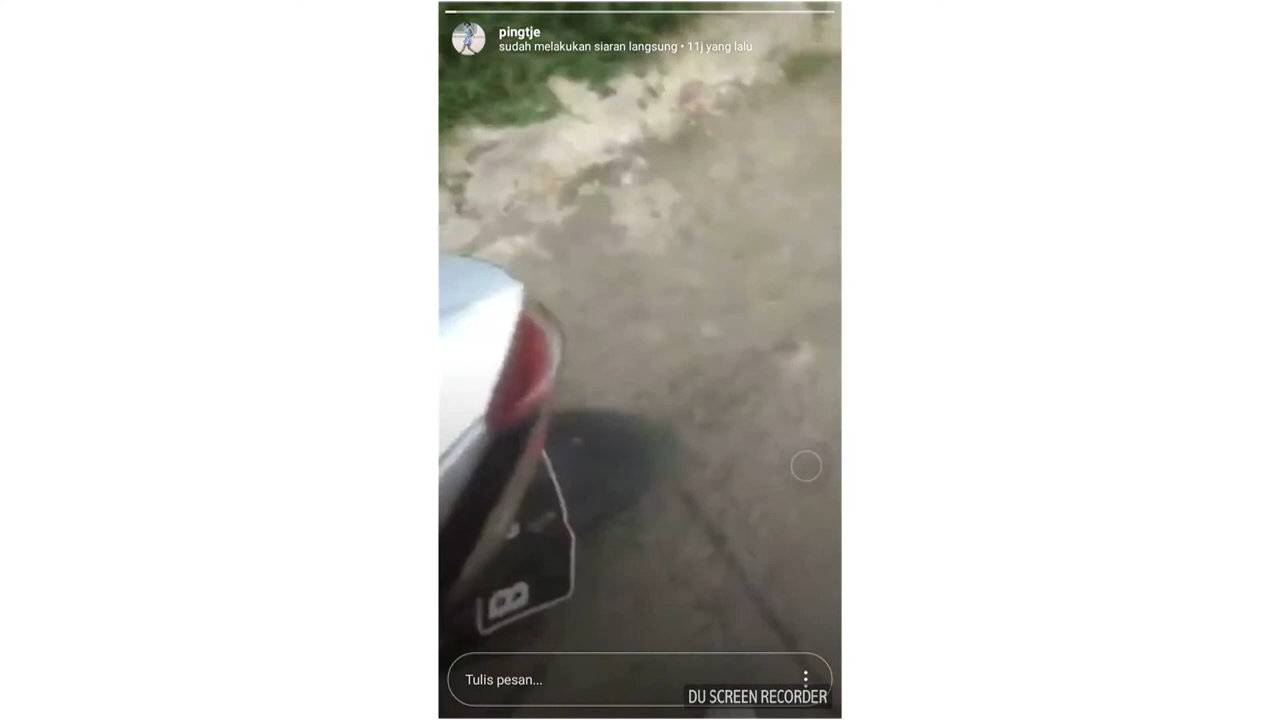 pingtje
sudah melakukan siaran langsung • 11j yang lalu
B
Tulis pesan...
DU SCREEN RECORDER